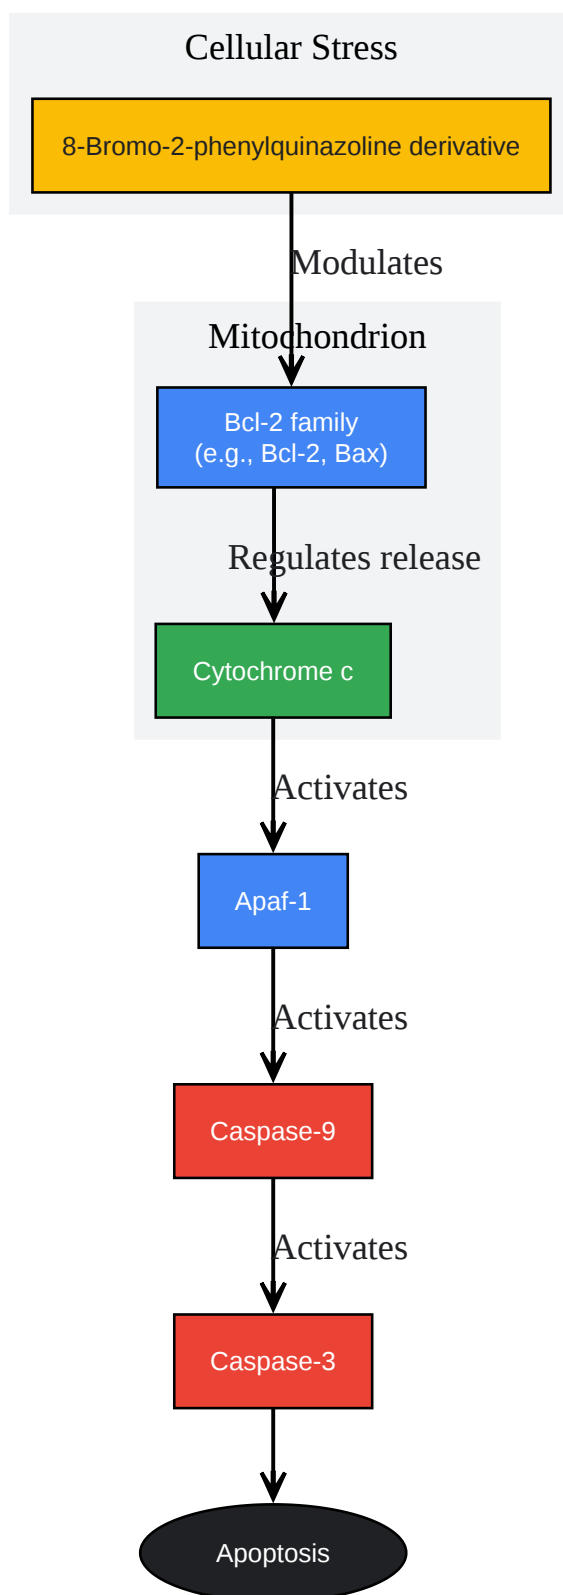 Cellular Stress
8-Bromo-2-phenylquinazoline derivative
Modulates
Mitochondrion
Bcl-2 family
(e.g., Bcl-2, Bax)
Regulates release
Cytochrome c
Activates
Apaf-1
Activates
Caspase-9
Activates
Caspase-3
Apoptosis